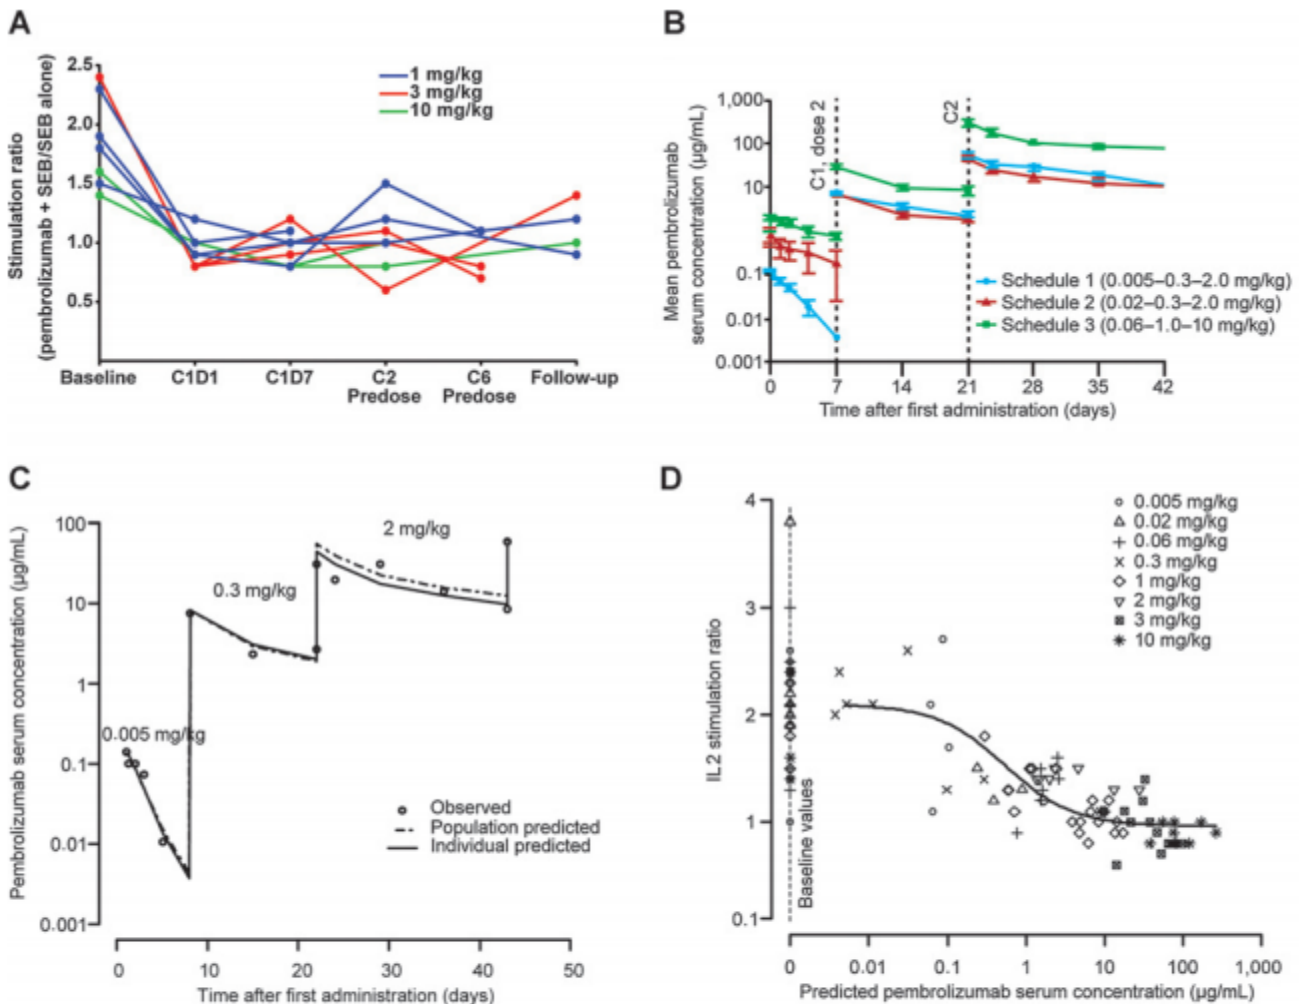 A
Stimulation ratio
(pembrolizumab + SEB/SEB alone)
2.5
2.0
1.5
1.0
0.5
1 mg/kg
3 mg/kg
10 mg/kg
Baseline C1D1 C1D7 C2 C6 Follow-up
Predose Predose
B
Mean pembrolizumab
serum concentration (µg/mL)
1,000
100
10
0.1
0.01
0.001
C1, dose 2
C2
Schedule 1 (0.005–0.3–2.0 mg/kg)
Schedule 2 (0.02–0.3–2.0 mg/kg)
Schedule 3 (0.06–1.0–10 mg/kg)
0 7 14 21 28 35 42
Time after first administration (days)
C
Pembrolizumab serum concentration (µg/mL)
100
10
1
0.1
0.01
0.001
0.005 mg/kg
0.3 mg/kg
2 mg/kg
Observed
Population predicted
Individual predicted
0 10 20 30 40 50
Time after first administration (days)
D
IL2 stimulation ratio
4
3
2
1
0.1
Baseline values
0.005 mg/kg
0.02 mg/kg
0.06 mg/kg
0.3 mg/kg
1 mg/kg
2 mg/kg
3 mg/kg
10 mg/kg
0 0.01 0.1 1 10 100 1,000
Predicted pembrolizumab serum concentration (µg/mL)